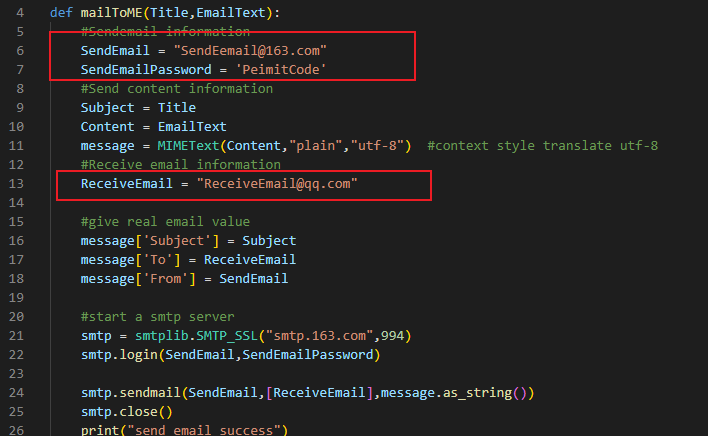 4 def mailToME(Title,EmailText):
5 #Sendemail information
6 SendEmail = "SendEemail@163.com"
7 SendEmailPassword = 'PeimitCode'
8 #Send content information
9 Subject = Title
10 Content = EmailText
11 message = MIMEText(Content,"plain","utf-8") #context style translate utf-8
12 #Receive email information
13 ReceiveEmail = "ReceiveEmail@qq.com"
14
15 #give real email value
16 message['Subject'] = Subject
17 message['To'] = ReceiveEmail
18 message['From'] = SendEmail
19
20 #start a smtp server
21 smtp = smtplib.SMTP_SSL("smtp.163.com",994)
22 smtp.login(SendEmail,SendEmailPassword)
23
24 smtp.sendmail(SendEmail,[ReceiveEmail],message.as_string())
25 smtp.close()
26 print("send email success")